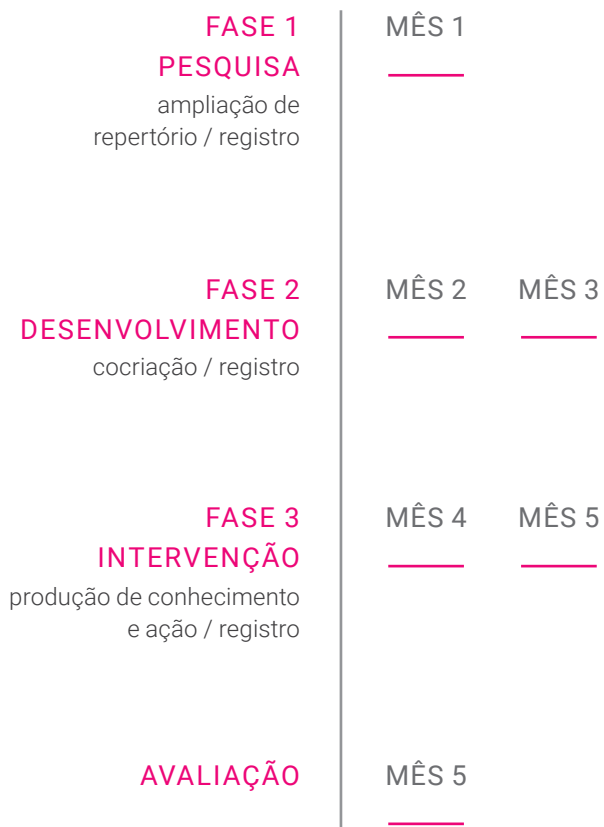 FASE 1
PESQUISA
ampliação de
repertório / registro
MÊS 1
FASE 2
DESENVOLVIMENTO
cocriação / registro
MÊS 2 MÊS 3
FASE 3
INTERVENÇÃO
produção de conhecimento
e ação / registro
MÊS 4 MÊS 5
AVALIAÇÃO
MÊS 5